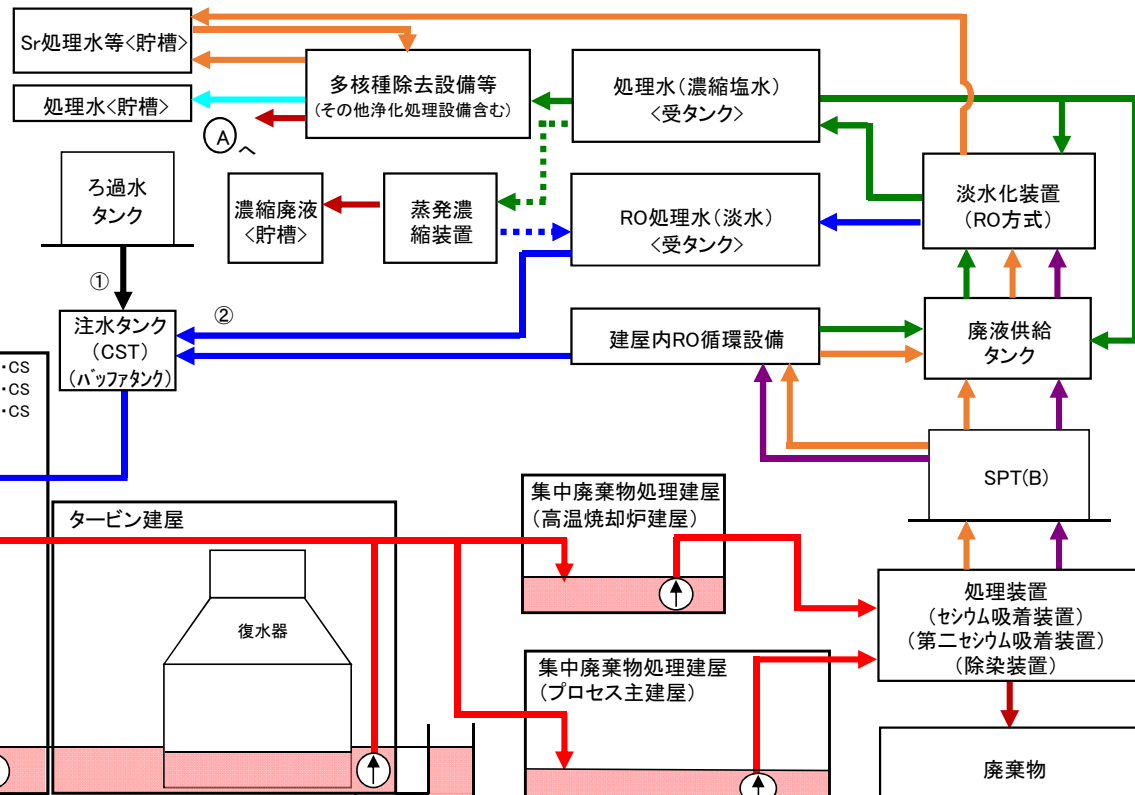 Sr処理水等<貯槽>
処理水<貯槽>
多核種除去設備等
(その他浄化処理設備含む)
処理水(濃縮塩水)
<受タンク>
Aへ
ろ過水
タンク
濃縮廃液
<貯槽>
蒸発濃
縮装置
RO処理水(淡水)
<受タンク>
淡水化装置
(RO方式)
①
②
注水タンク
(CST)
(バッファタンク)
建屋内RO循環設備
廃液供給
タンク
・CS
・CS
・CS
SPT(B)
タービン建屋
復水器
集中廃棄物処理建屋
(高温焼却炉建屋)
集中廃棄物処理建屋
(プロセス主建屋)
処理装置
(セシウム吸着装置)
(第二セシウム吸着装置)
(除染装置)
廃棄物